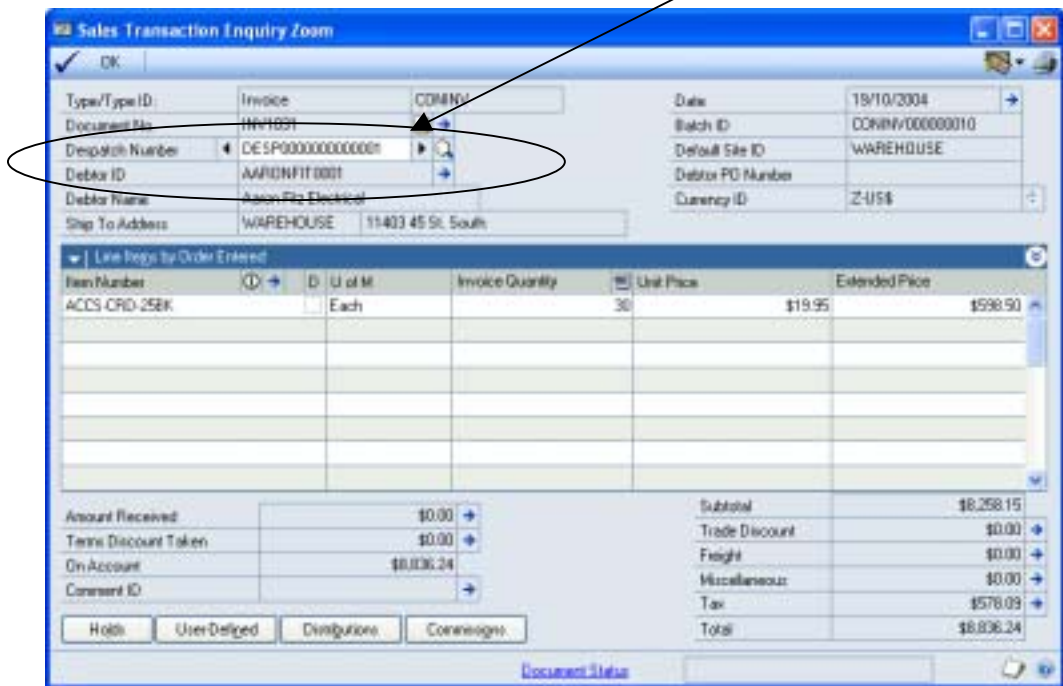 Sales Transaction Enquiry Zoom
OK
Type/Type ID: Invoice CONINV Date 19/10/2004
Document No. INV1031 Batch ID CONINV000000010
Despatch Number DESP0000000000001 Default Site ID WAREHOUSE
Debtor ID AARONFIT0001 Debtor PO Number
Debtor Name Aaron Fitz Electrical Currency ID Z-US$
Ship To Address WAREHOUSE 11403 45 St. South
Line Items by Order Entered
Item Number D U of M Invoice Quantity Unit Price Extended Price
ACCS-CRD-25BK Each 30 $19.95 $598.50
Subtotal $8,258.15
Amount Received $0.00 Trade Discount $0.00
Terms Discount Taken $0.00 Freight $0.00
On Account $8,836.24 Miscellaneous $0.00
Comment ID Tax $578.09
Holds User-Defined Distributions Commissions Total $8,836.24
Document Status